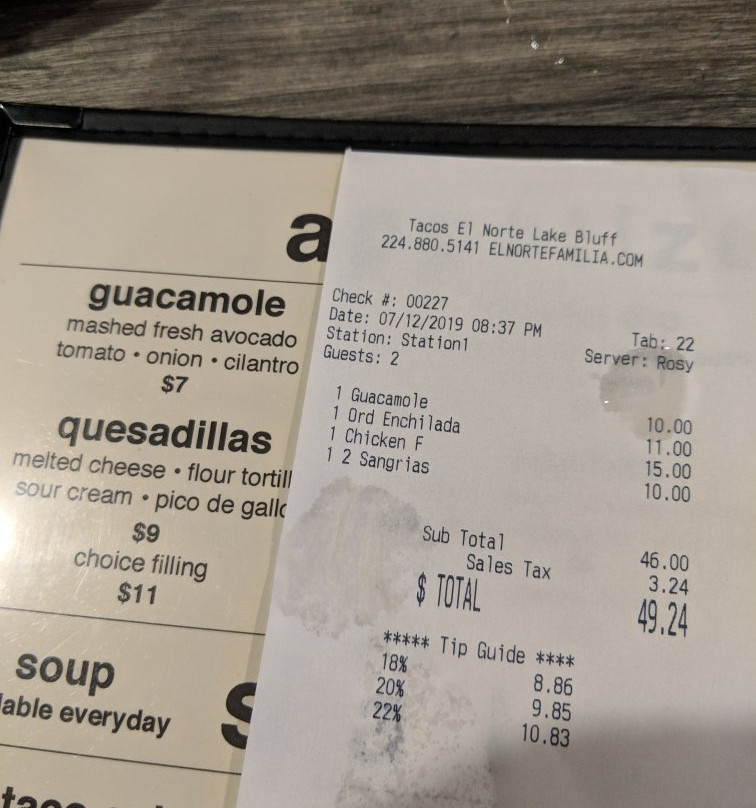 a
guacamole
mashed fresh avocado
tomato • onion • cilantro
$7
quesadillas
melted cheese • flour
sour cream • pico de
$9
choice filling
$11
soup
everyday
Tacos El Norte Lake Bluff
224.880.5141 ELNORTEFAMILIA.COM
Check #: 00227
Date: 07/12/2019 08:37 PM
Station: Station1
Guests: 2
Tab: 22
Server: Rosy
1 Guacamole 10.00
1 Ord Enchilada 11.00
1 Chicken F 15.00
1 2 Sangrias 10.00
Sub Total 46.00
Sales Tax 3.24
$ TOTAL 49.24
***** Tip Guide ****
18% 8.86
20% 9.85
22% 10.83